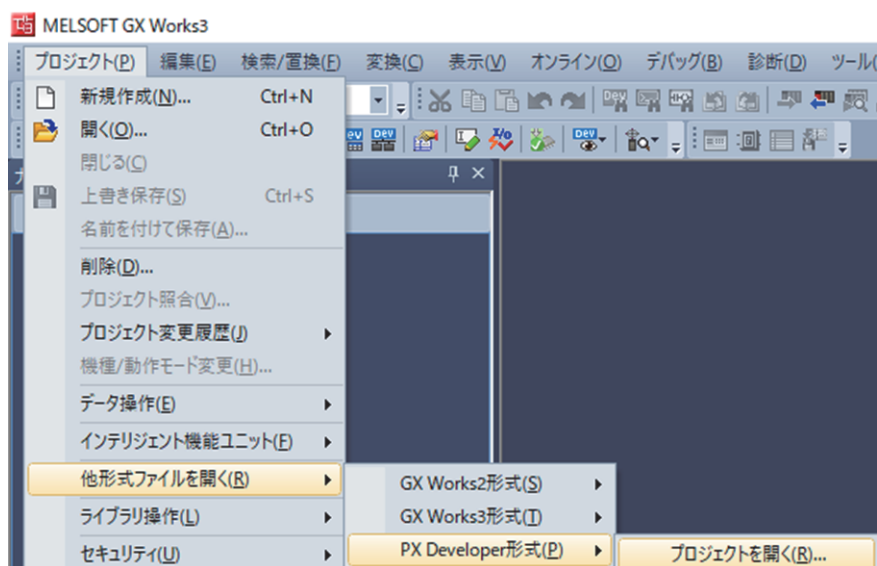 MELSOFT GX Works3
プロジェクト(P) 編集(E) 検索/置換(F) 変換(C) 表示(V) オンライン(O) デバッグ(B) 診断(D) ツール(
新規作成(N)... Ctrl+N
開く(O)... Ctrl+O
閉じる(C)
上書き保存(S) Ctrl+S
名前を付けて保存(A)...
削除(D)...
プロジェクト照合(V)...
プロジェクト変更履歴(J)
機種/動作モード変更(H)...
データ操作(E)
インテリジェント機能ユニット(F)
他形式ファイルを開く(R)
GX Works2形式(S)
ライブラリ操作(L)
GX Works3形式(T)
セキュリティ(U)
PX Developer形式(P)
プロジェクトを開く(R)...